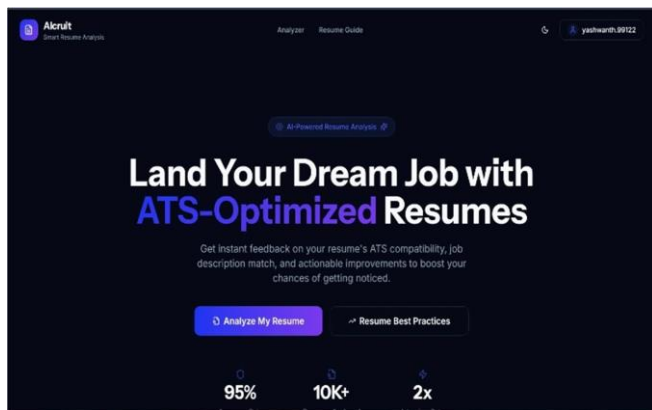 AIcruit
Smart Resume Analysis
Analyzer Resume Guide
yashwanth.99122
AI-Powered Resume Analysis
Land Your Dream Job with
ATS-Optimized Resumes
Get instant feedback on your resume's ATS compatibility, job
description match, and actionable improvements to boost your
chances of getting noticed.
Analyze My Resume
Resume Best Practices
95% 10K+ 2x